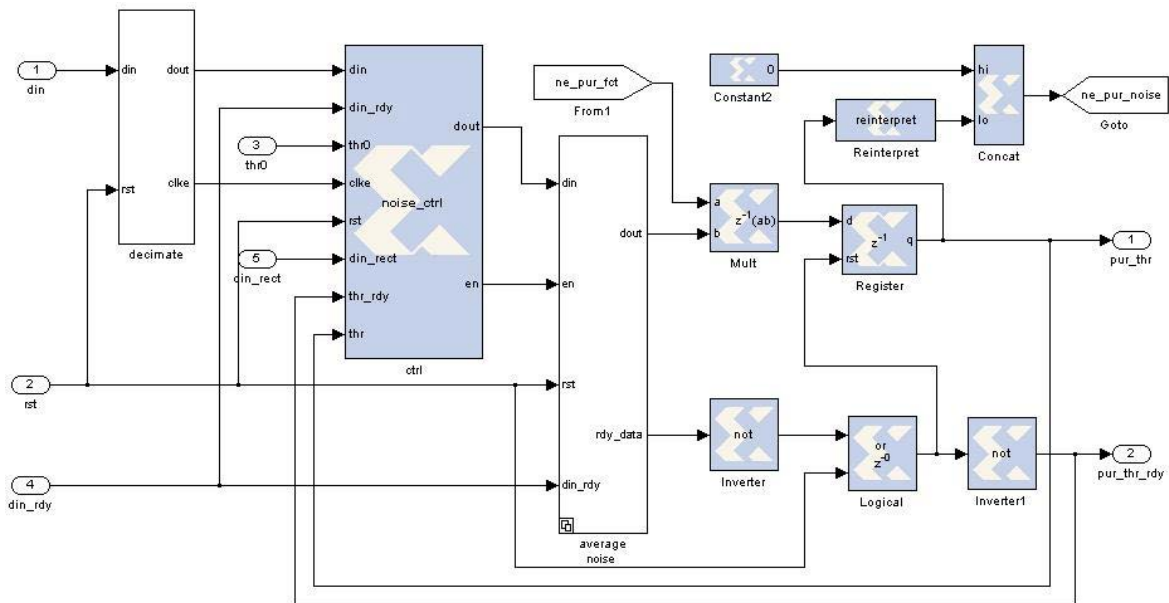 1
din
din
dout
rst
clke
decimate
3
thr0
5
din_rect
2
rst
4
din_rdy
din
din_rdy
thr0
clke
rst
din_rect
thr_rdy
thr
dout
en
noise_ctrl
ctrl
ne_pur_fct
From1
din
en
rst
din_rdy
dout
rdy_data
average
noise
a
b
z-1(ab)
Mult
0
Constant2
reinterpret
Reinterpret
hi
lo
Concat
ne_pur_noise
Goto
d
rst
z-1
q
Register
1
pur_thr
not
Inverter
or
z-0
Logical
not
Inverter1
2
pur_thr_rdy